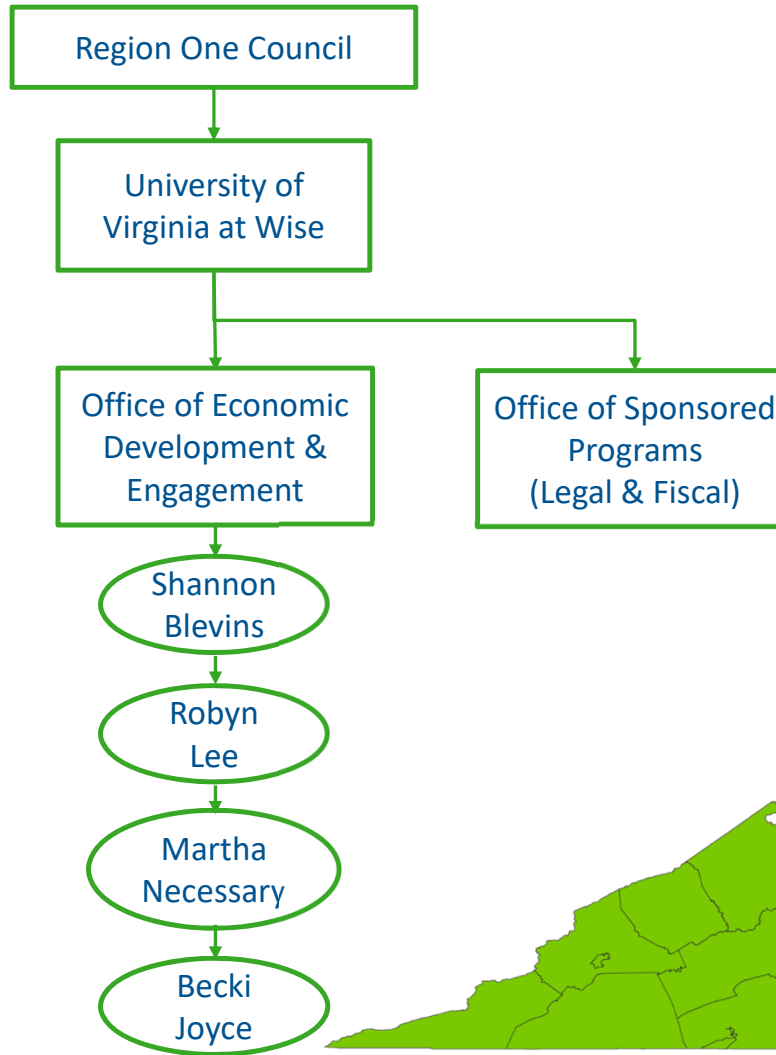 Region One Council
University of
Virginia at Wise
Office of Economic
Development &
Engagement
Office of Sponsored
Programs
(Legal & Fiscal)
Shannon
Blevins
Robyn
Lee
Martha
Necessary
Becki
Joyce